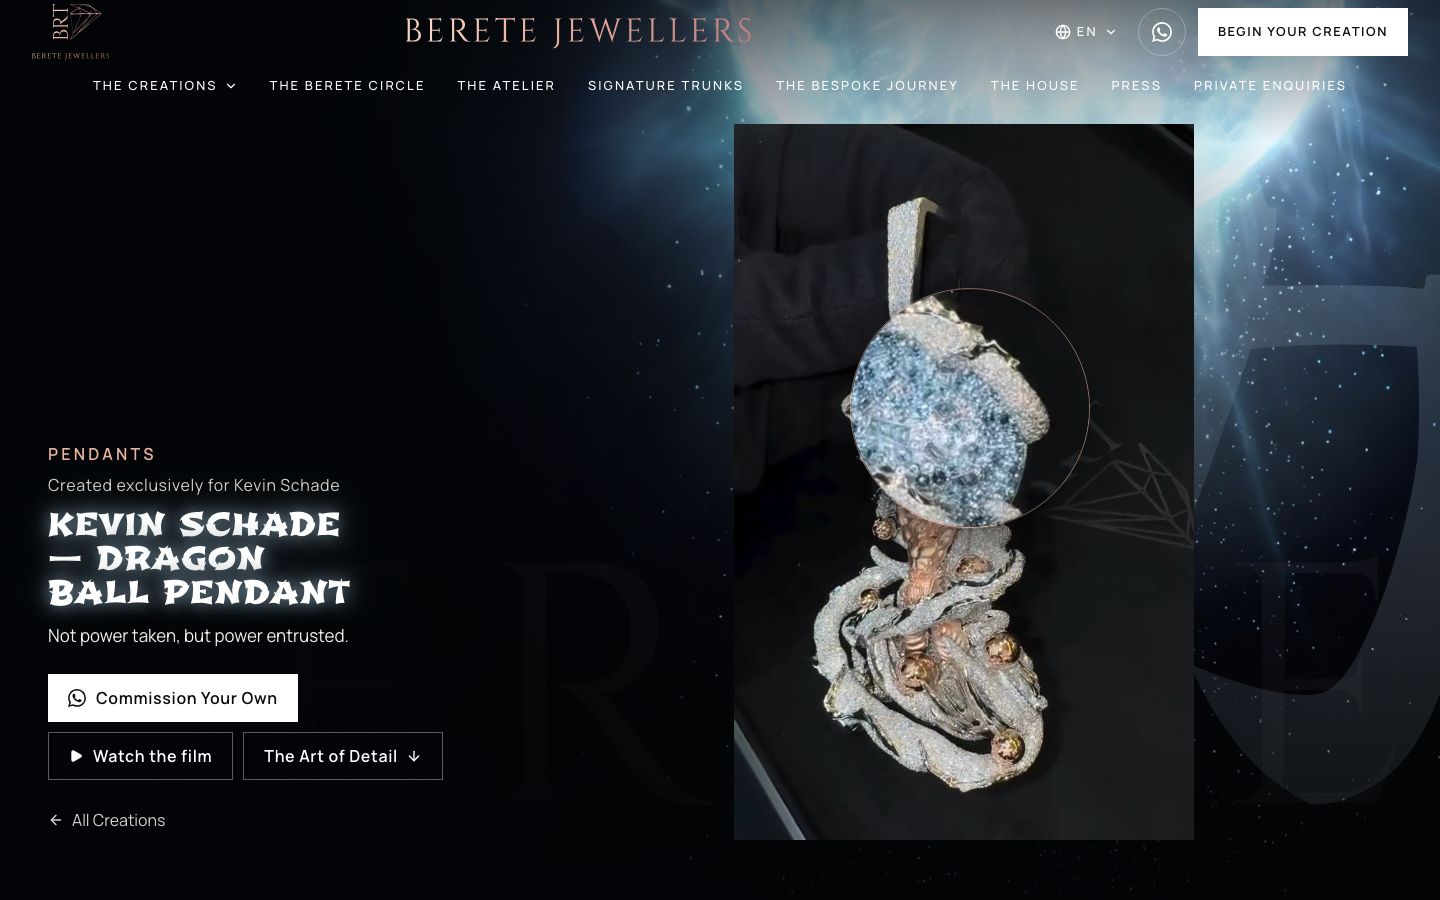 BRT
BERETE JEWELLERS
BERETE JEWELLERS
EN
BEGIN YOUR CREATION
THE CREATIONS
THE BERETE CIRCLE
THE ATELIER
SIGNATURE TRUNKS
THE BESPOKE JOURNEY
THE HOUSE
PRESS
PRIVATE ENQUIRIES
PENDANTS
Created exclusively for Kevin Schade
KEVIN SCHADE
— DRAGON
BALL PENDANT
Not power taken, but power entrusted.
Commission Your Own
Watch the film
The Art of Detail ↓
← All Creations